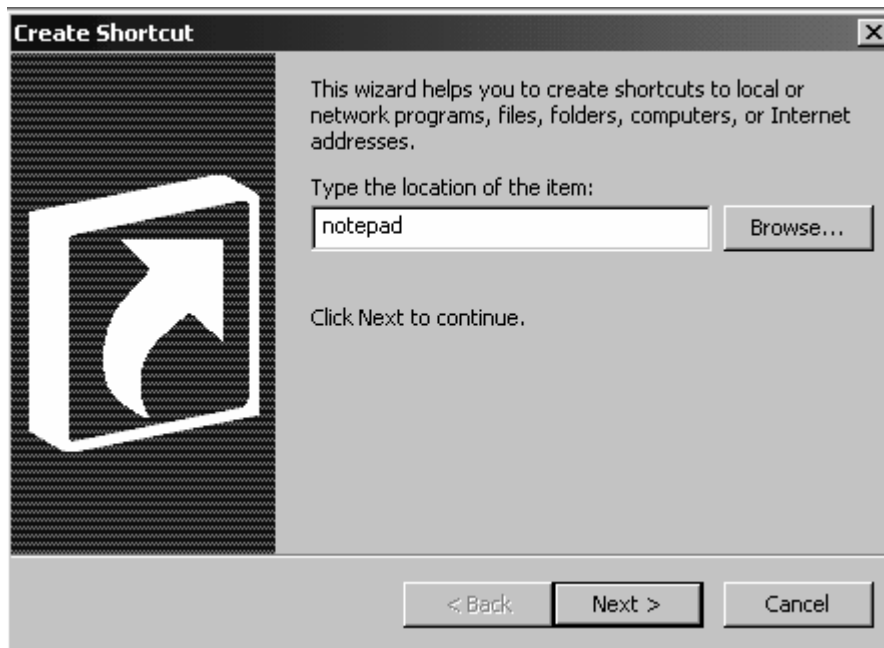 Create Shortcut
This wizard helps you to create shortcuts to local or
network programs, files, folders, computers, or Internet
addresses.
Type the location of the item:
notepad
Browse...
Click Next to continue.
< Back
Next >
Cancel